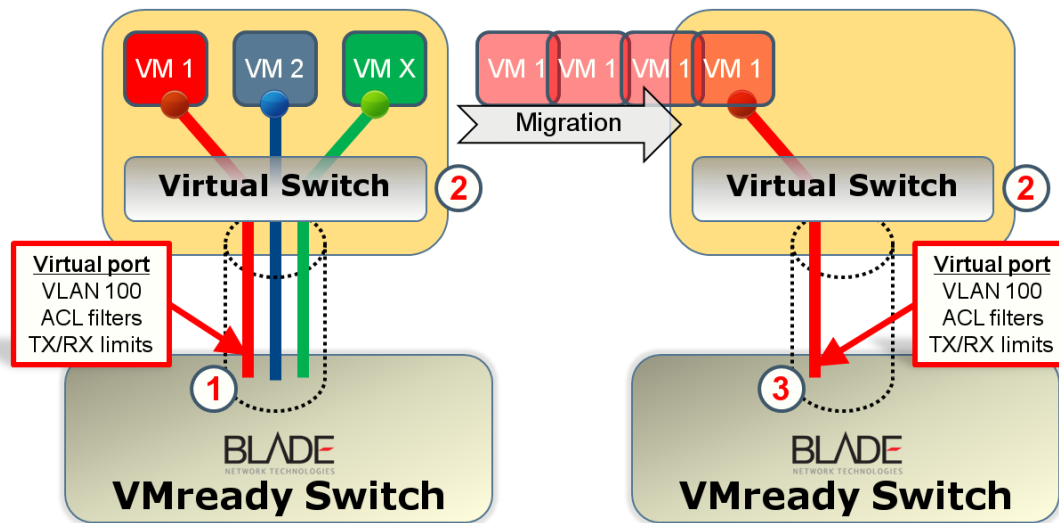 VM 1
VM 2
VM X
VM 1
VM 1
VM 1
VM 1
Migration
Virtual Switch
2
Virtual Switch
2
Virtual port
VLAN 100
ACL filters
TX/RX limits
Virtual port
VLAN 100
ACL filters
TX/RX limits
1
3
BLADE
NETWORK TECHNOLOGIES
VMready Switch
BLADE
NETWORK TECHNOLOGIES
VMready Switch